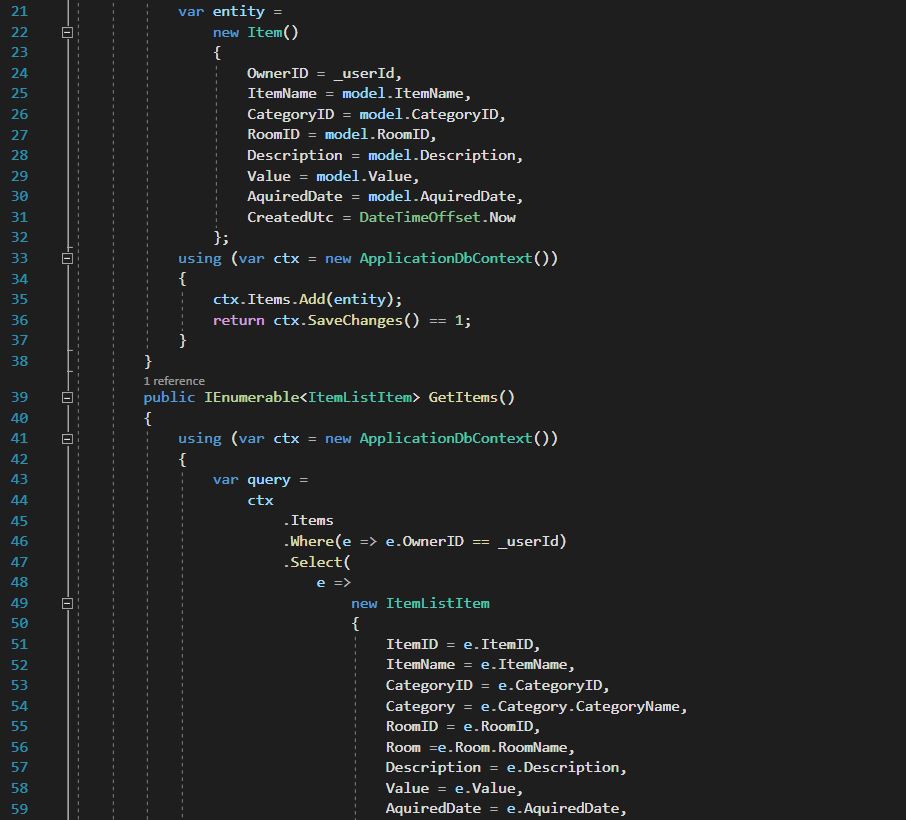 21 var entity =
22 new Item()
23 {
24 OwnerID = _userId,
25 ItemName = model.ItemName,
26 CategoryID = model.CategoryID,
27 RoomID = model.RoomID,
28 Description = model.Description,
29 Value = model.Value,
30 AquiredDate = model.AquiredDate,
31 CreatedUtc = DateTimeOffset.Now
32 };
33 using (var ctx = new ApplicationDbContext())
34 {
35 ctx.Items.Add(entity);
36 return ctx.SaveChanges() == 1;
37 }
38 }
1 reference
39 public IEnumerable<ItemListItem> GetItems()
40 {
41 using (var ctx = new ApplicationDbContext())
42 {
43 var query =
44 ctx
45 .Items
46 .Where(e => e.OwnerID == _userId)
47 .Select(
48 e =>
49 new ItemListItem
50 {
51 ItemID = e.ItemID,
52 ItemName = e.ItemName,
53 CategoryID = e.CategoryID,
54 Category = e.Category.CategoryName,
55 RoomID = e.RoomID,
56 Room =e.Room.RoomName,
57 Description = e.Description,
58 Value = e.Value,
59 AquiredDate = e.AquiredDate,